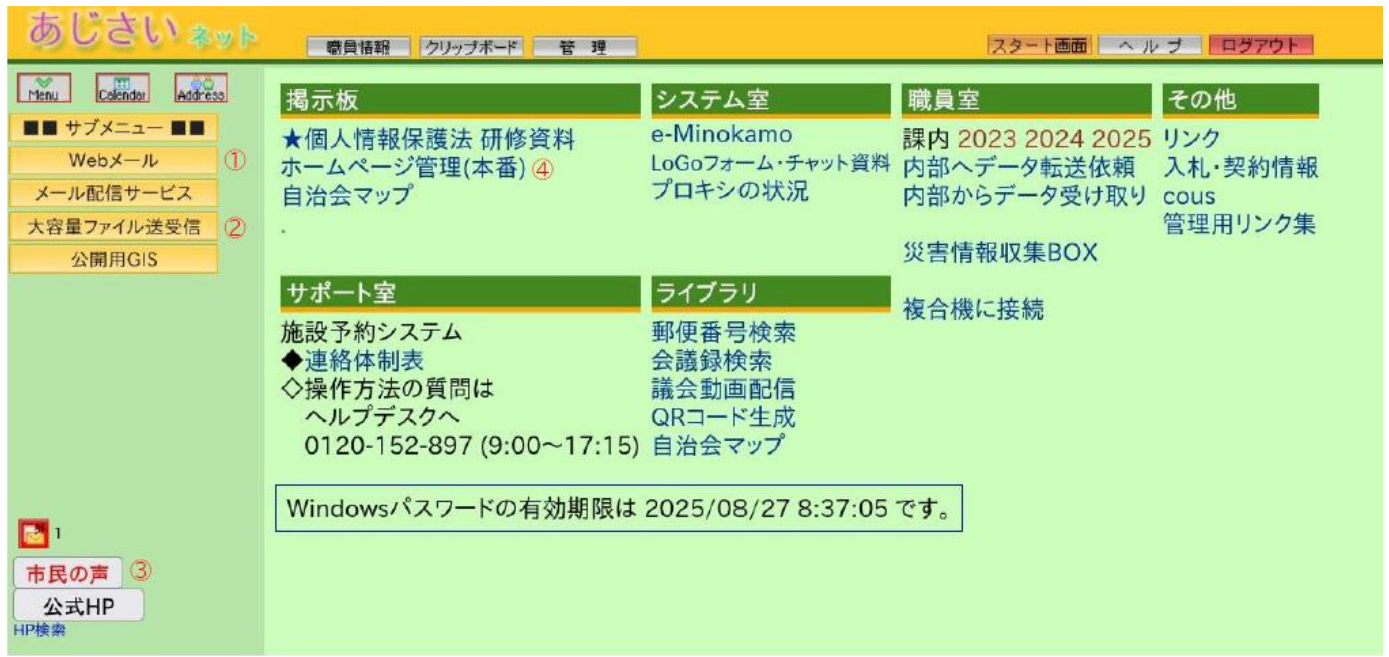 あじさい ネット
職員情報 クリップボード 管 理 スタート画面 ヘ ル プ ログアウト
Menu Calendar Address
■■ サブメニュー ■■
Webメール ①
メール配信サービス
大容量ファイル送受信 ②
公開用GIS
掲示板
★個人情報保護法 研修資料
ホームページ管理(本番) ④
自治会マップ
.
システム室
e-Minokamo
LoGoフォーム・チャット資料
プロキシの状況
職員室
課内 2023 2024 2025
内部へデータ転送依頼
内部からデータ受け取り
災害情報収集BOX
複合機に接続
その他
リンク
入札・契約情報
cous
管理用リンク集
サポート室
施設予約システム
◆連絡体制表
◇操作方法の質問は
ヘルプデスクへ
0120-152-897 (9:00～17:15)
ライブラリ
郵便番号検索
会議録検索
議会動画配信
QRコード生成
自治会マップ
Windowsパスワードの有効期限は 2025/08/27 8:37:05 です。
1
市民の声 ③
公式HP
HP検索